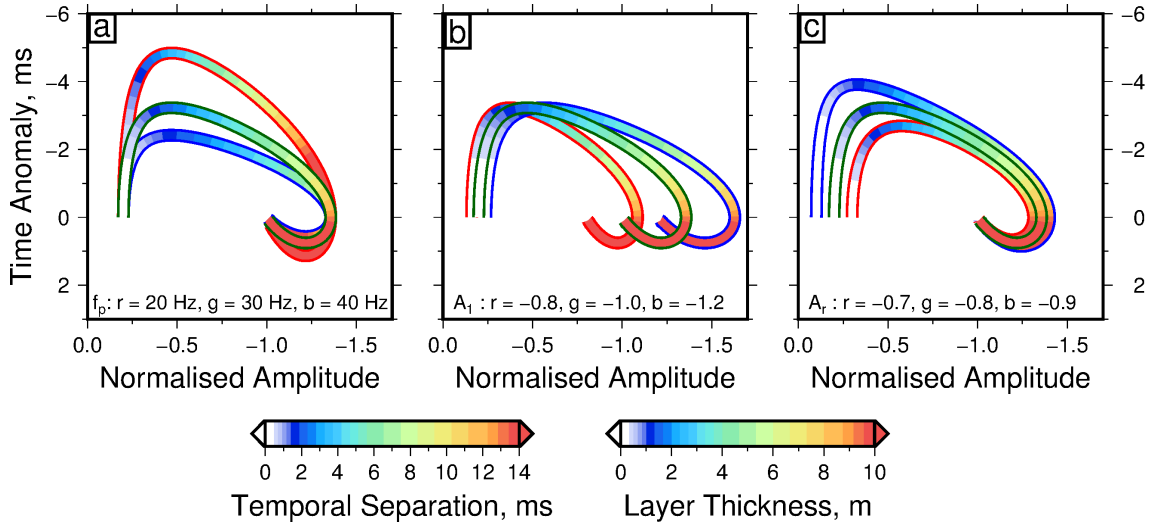 a
b
c
−6
−4
−2
0
2
Time Anomaly, ms
−6
−4
−2
0
2
f_p: r = 20 Hz, g = 30 Hz, b = 40 Hz
A_1 : r = −0.8, g = −1.0, b = −1.2
A_r : r = −0.7, g = −0.8, b = −0.9
0.0 −0.5 −1.0 −1.5
0.0 −0.5 −1.0 −1.5
0.0 −0.5 −1.0 −1.5
Normalised Amplitude
Normalised Amplitude
Normalised Amplitude
0 2 4 6 8 10 12 14
Temporal Separation, ms
0 2 4 6 8 10
Layer Thickness, m